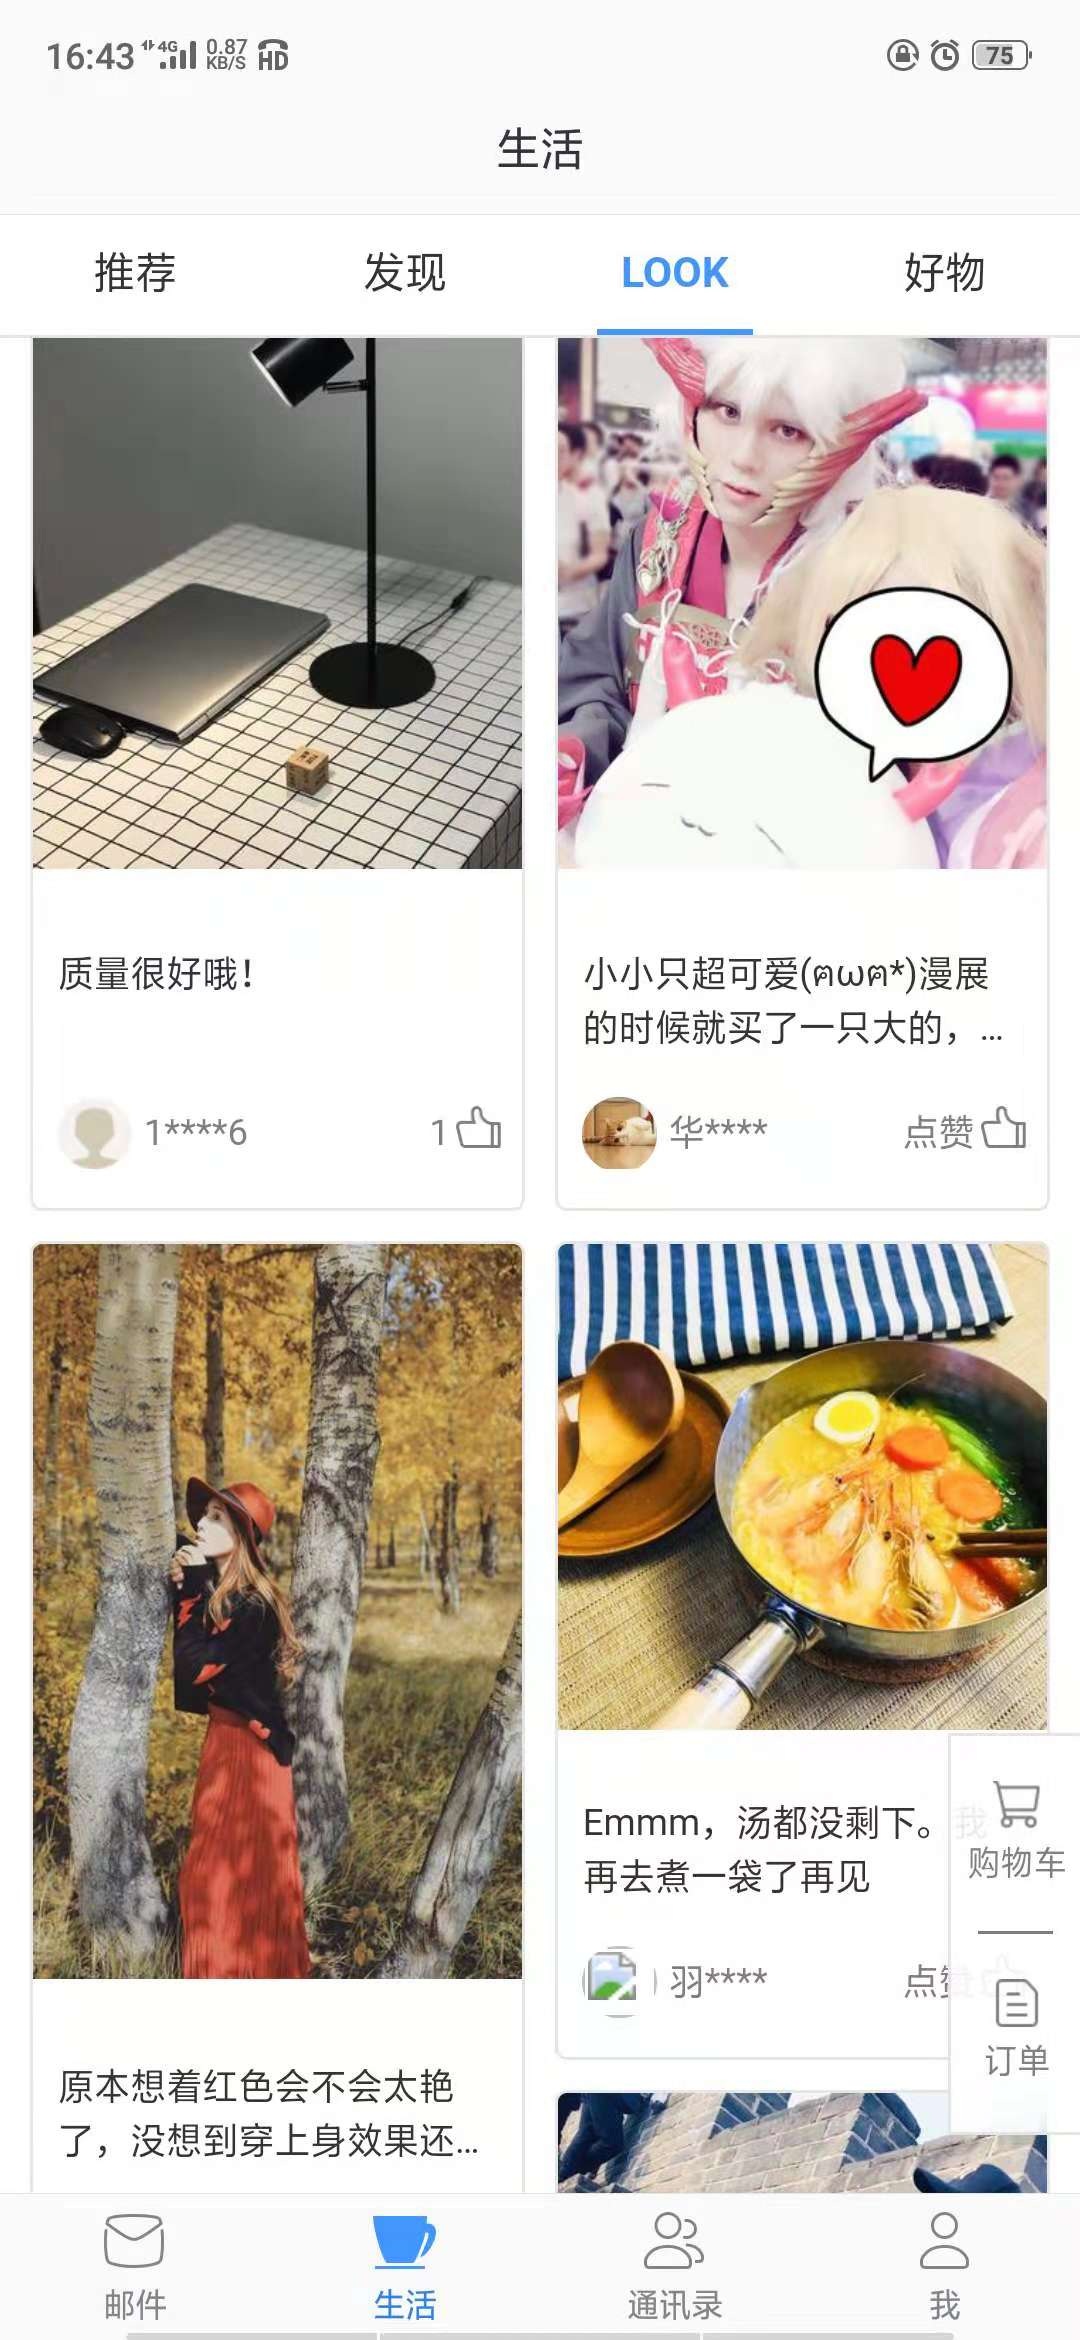 16:43 4G 0.87 KB/S HD 75
生活
推荐 发现 LOOK 好物
质量很好哦!
1****6 1
小小只超可爱(ฅωฅ*)漫展
的时候就买了一只大的，...
华**** 点赞
原本想着红色会不会太艳
了，没想到穿上身效果还...
Emmm，汤都没剩下。我
再去煮一袋了再见
羽**** 点赞
购物车
订单
邮件 生活 通讯录 我